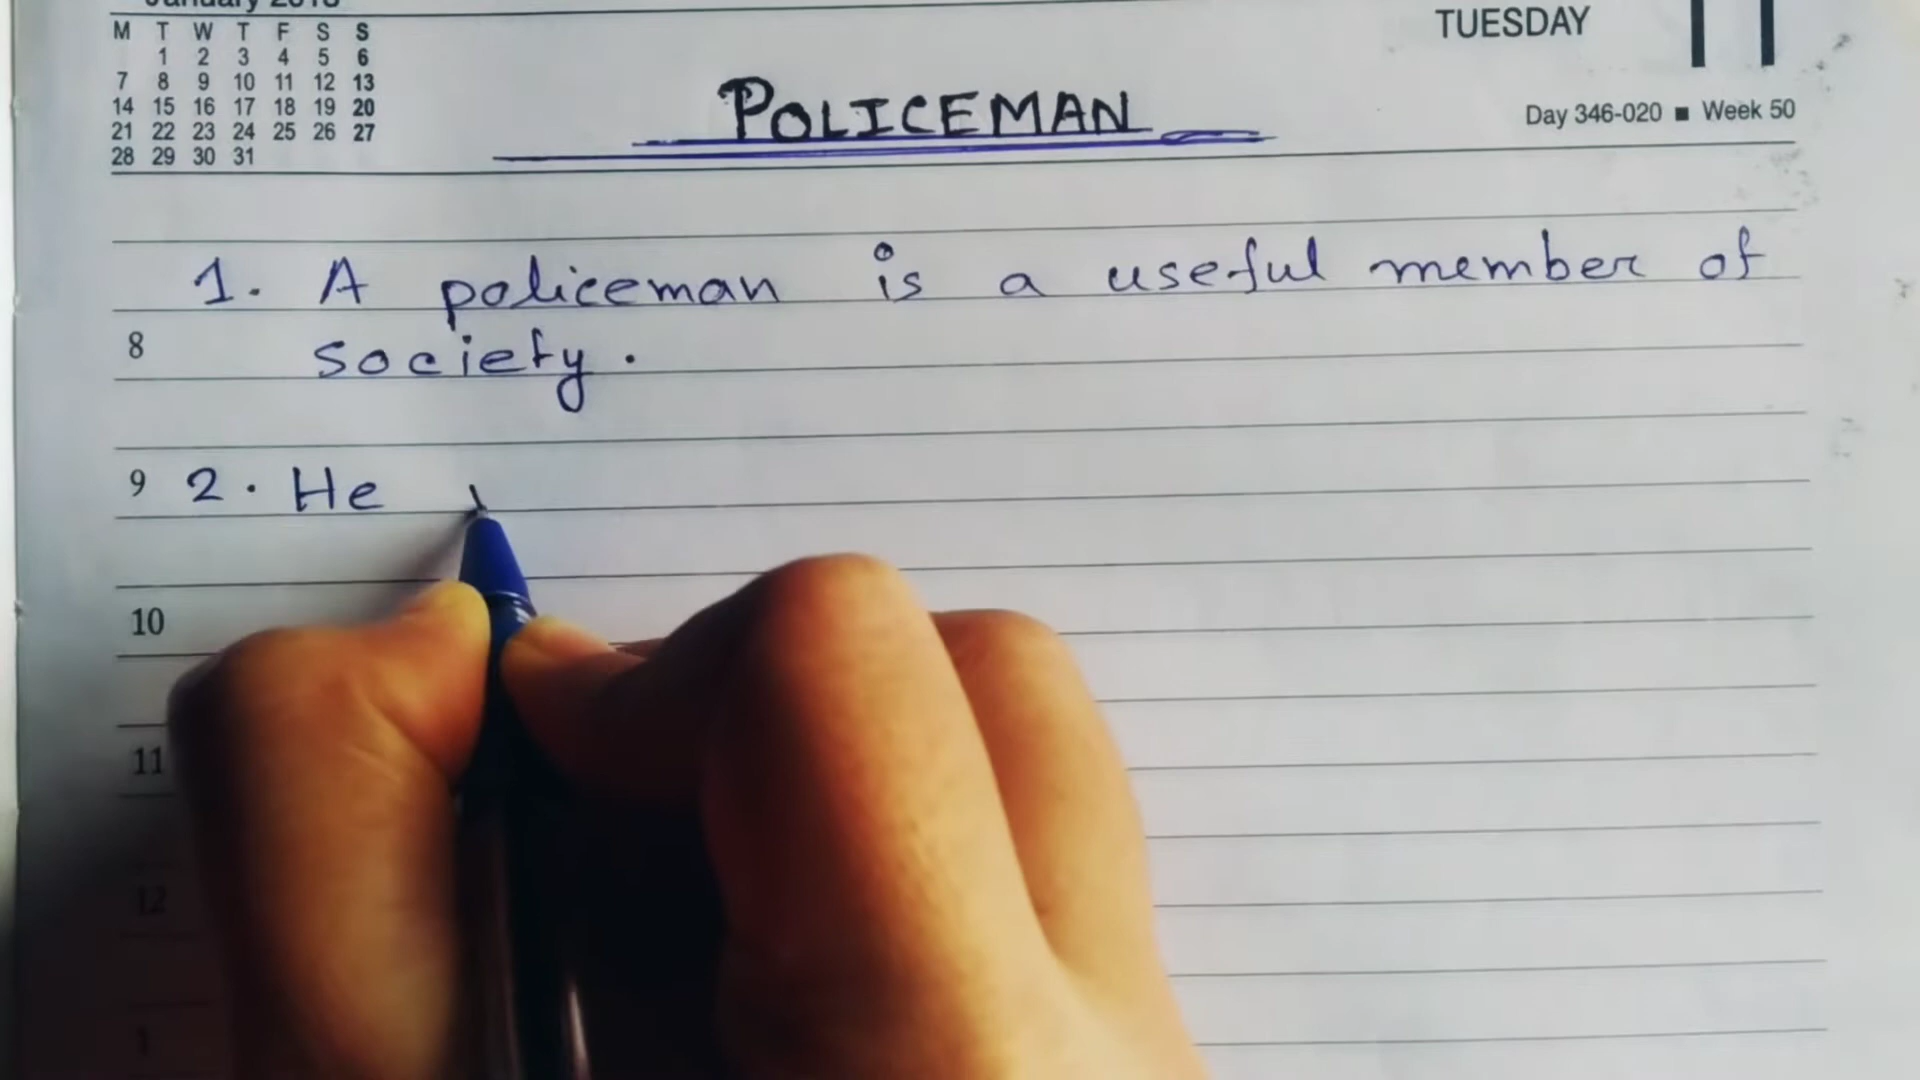 M T W T F S S
1 2 3 4 5 6
7 8 9 10 11 12 13
14 15 16 17 18 19 20
21 22 23 24 25 26 27
28 29 30 31
TUESDAY
POLICEMAN
Day 346-020 ■ Week 50
1. A policeman is a useful member of
8
society.
9 2. He
10
11
12
1